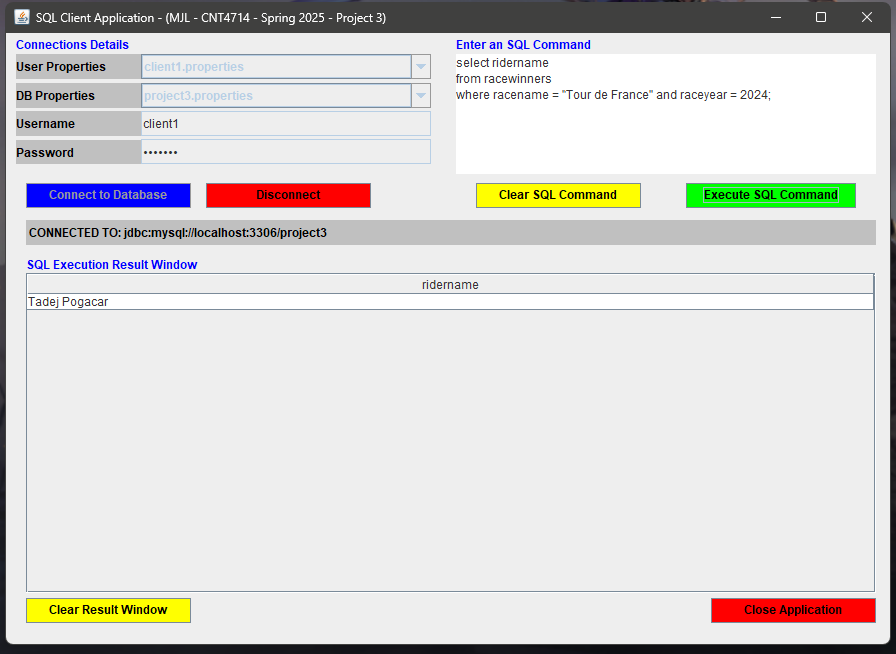 SQL Client Application - (MJL - CNT4714 - Spring 2025 - Project 3)
Connections Details
User Properties client1.properties
DB Properties project3.properties
Username client1
Password •••••••
Enter an SQL Command
select ridername
from racewinners
where racename = "Tour de France" and raceyear = 2024;
Connect to Database Disconnect Clear SQL Command Execute SQL Command
CONNECTED TO: jdbc:mysql://localhost:3306/project3
SQL Execution Result Window
ridername
Tadej Pogacar
Clear Result Window Close Application